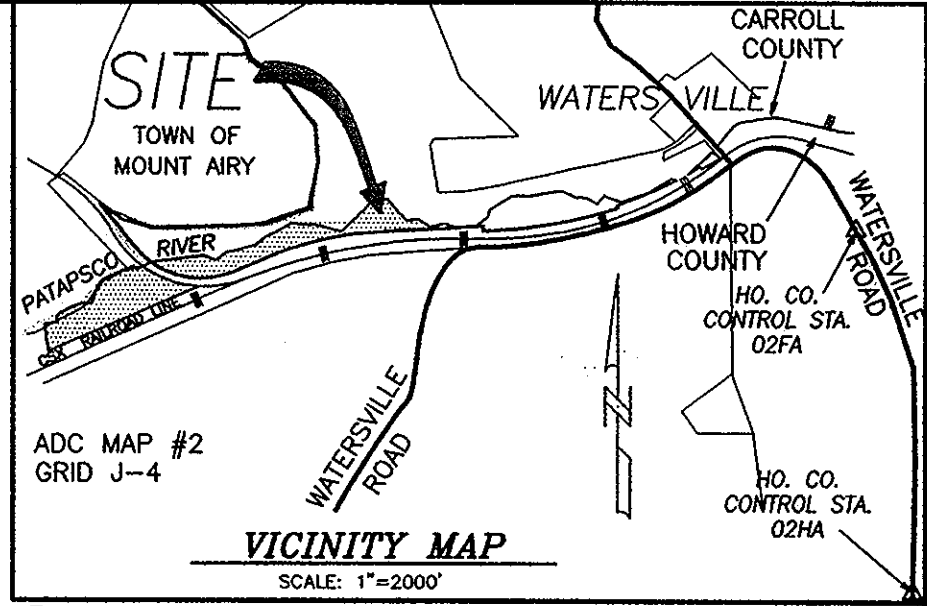 CARROLL
COUNTY
SITE
WATERSVILLE
TOWN OF
MOUNT AIRY
PATAPSCO RIVER
HOWARD
COUNTY
WATERSVILLE
ROAD
HO. CO.
CONTROL STA.
02FA
CSX RAILROAD LINE
WATERSVILLE
ROAD
N
ADC MAP #2
GRID J-4
HO. CO.
CONTROL STA.
02HA
VICINITY MAP
SCALE: 1"=2000'